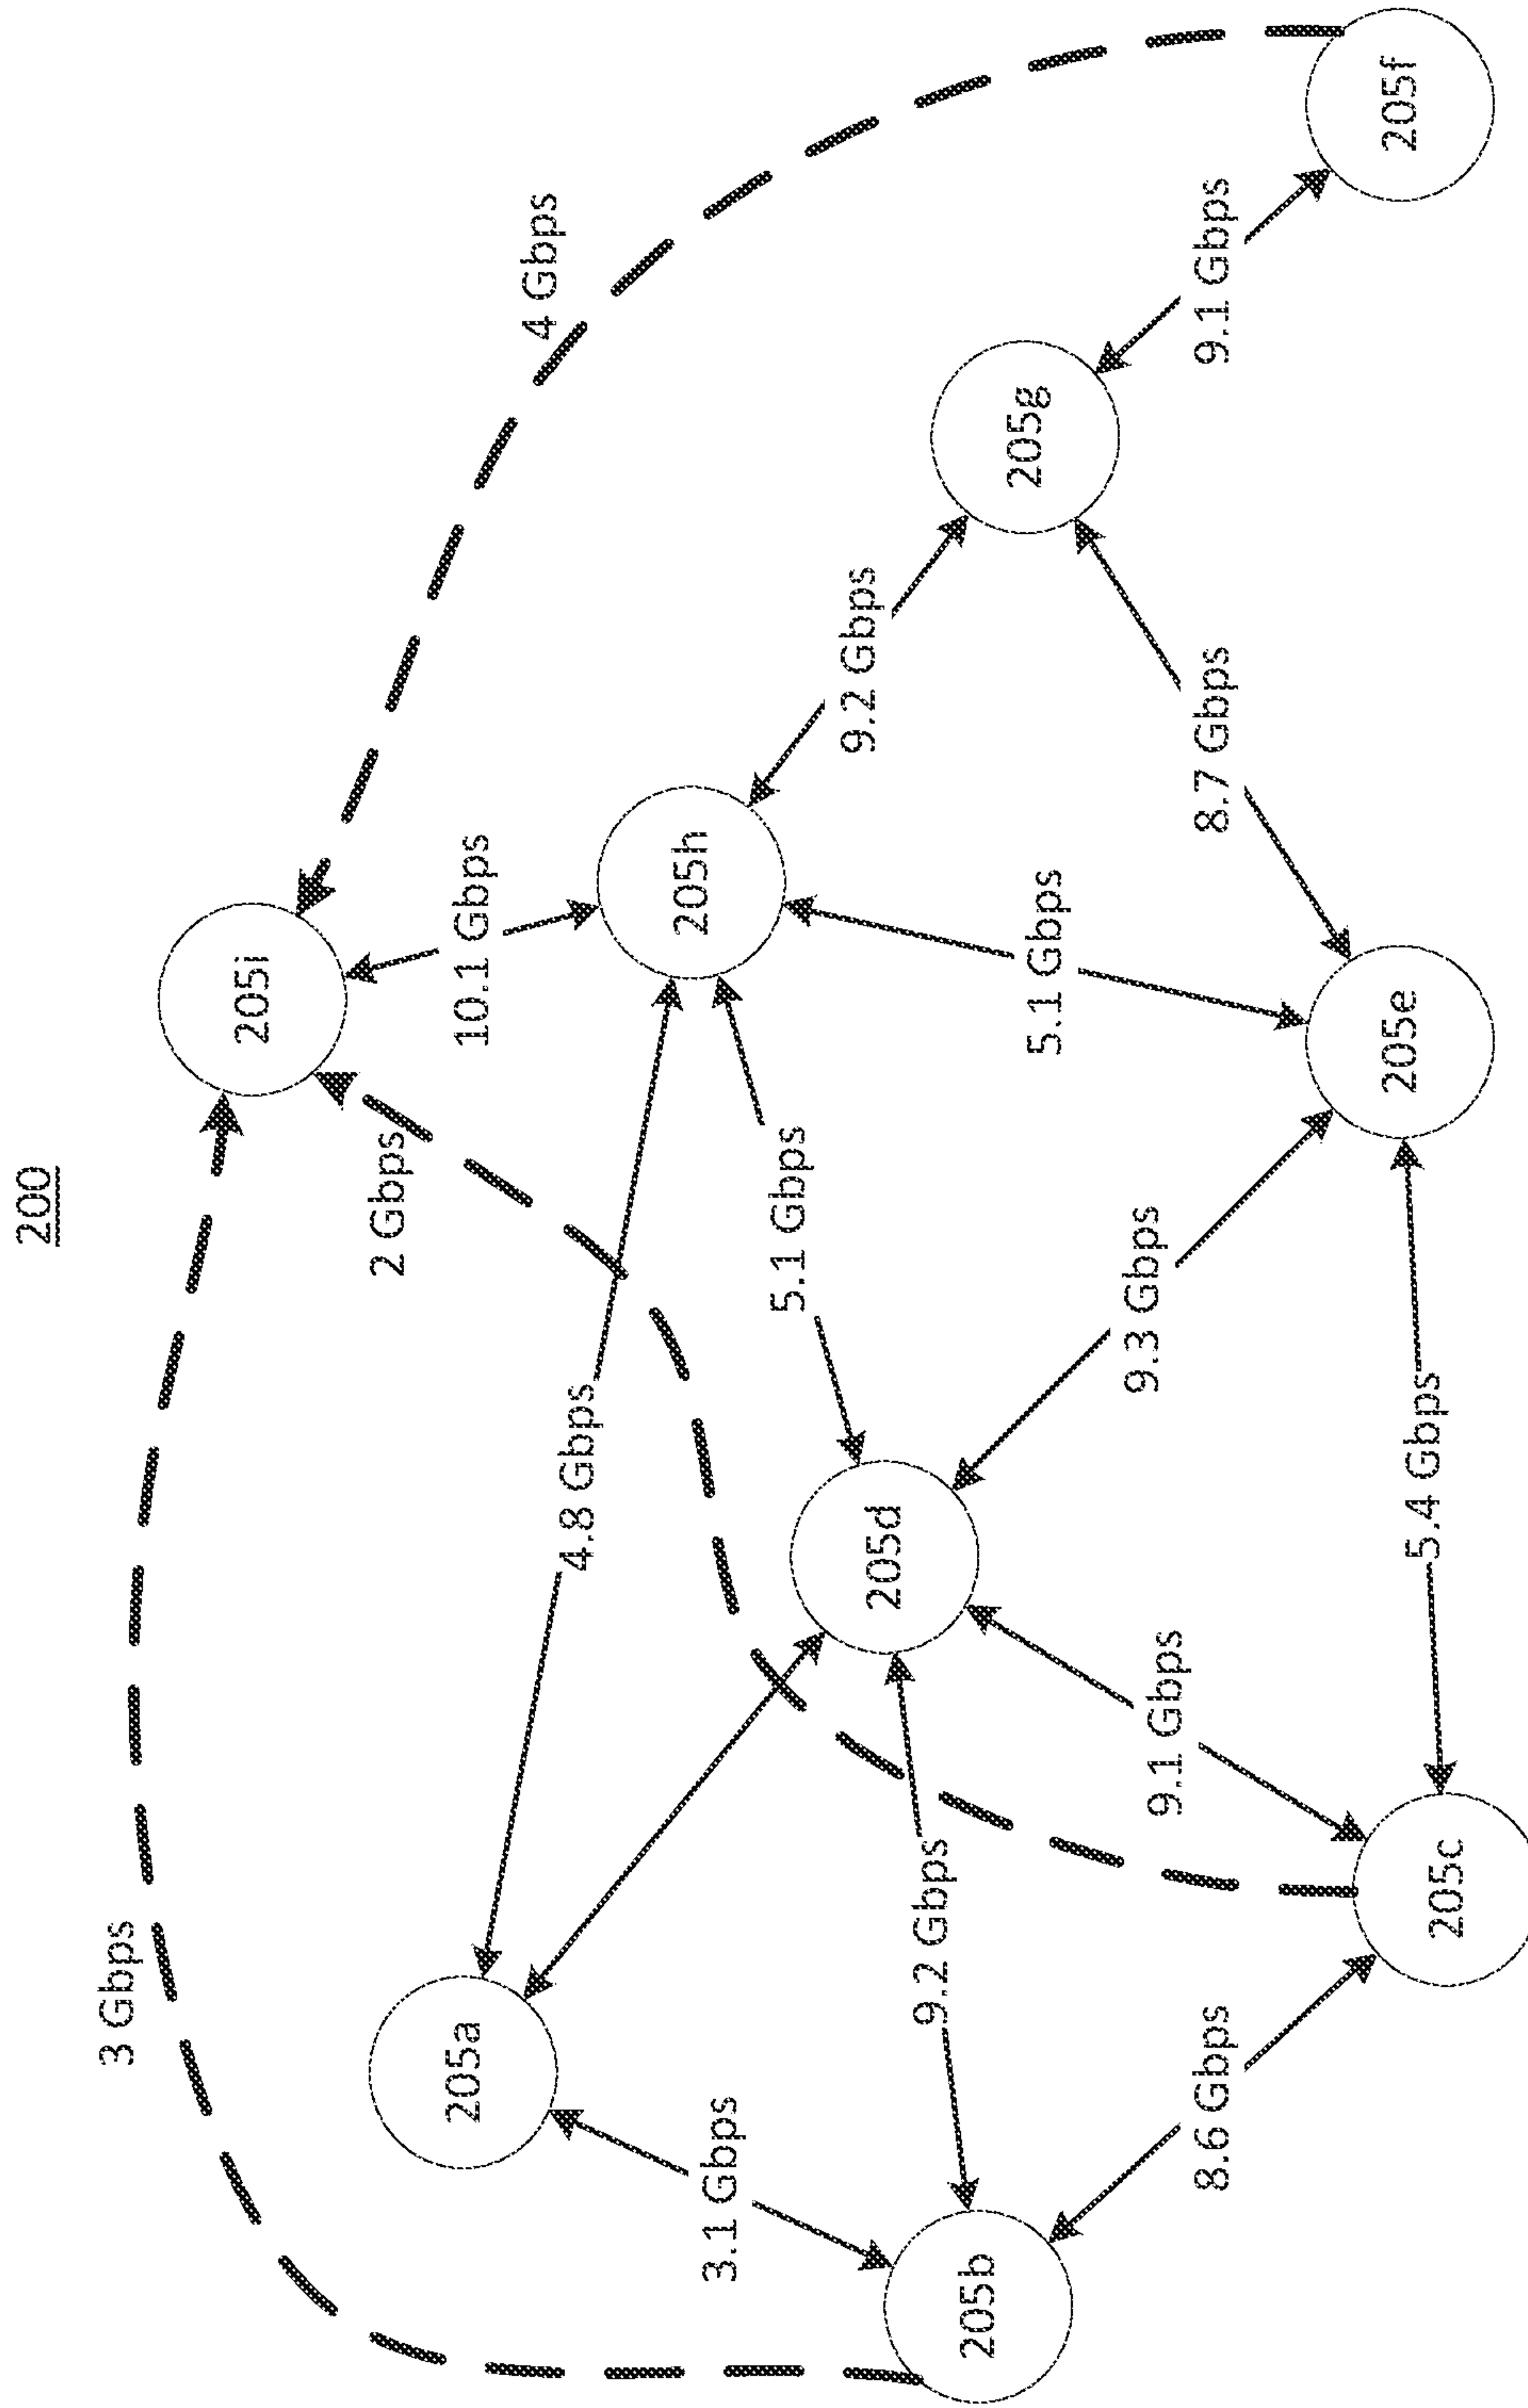 200
3 Gbps
2 Gbps
4 Gbps
205i
205a
4.8 Gbps
10.1 Gbps
205h
3.1 Gbps
5.1 Gbps
9.2 Gbps
205d
205b
9.2 Gbps
205g
5.1 Gbps
9.3 Gbps
9.1 Gbps
8.6 Gbps
8.7 Gbps
9.1 Gbps
205c
5.4 Gbps
205e
205f